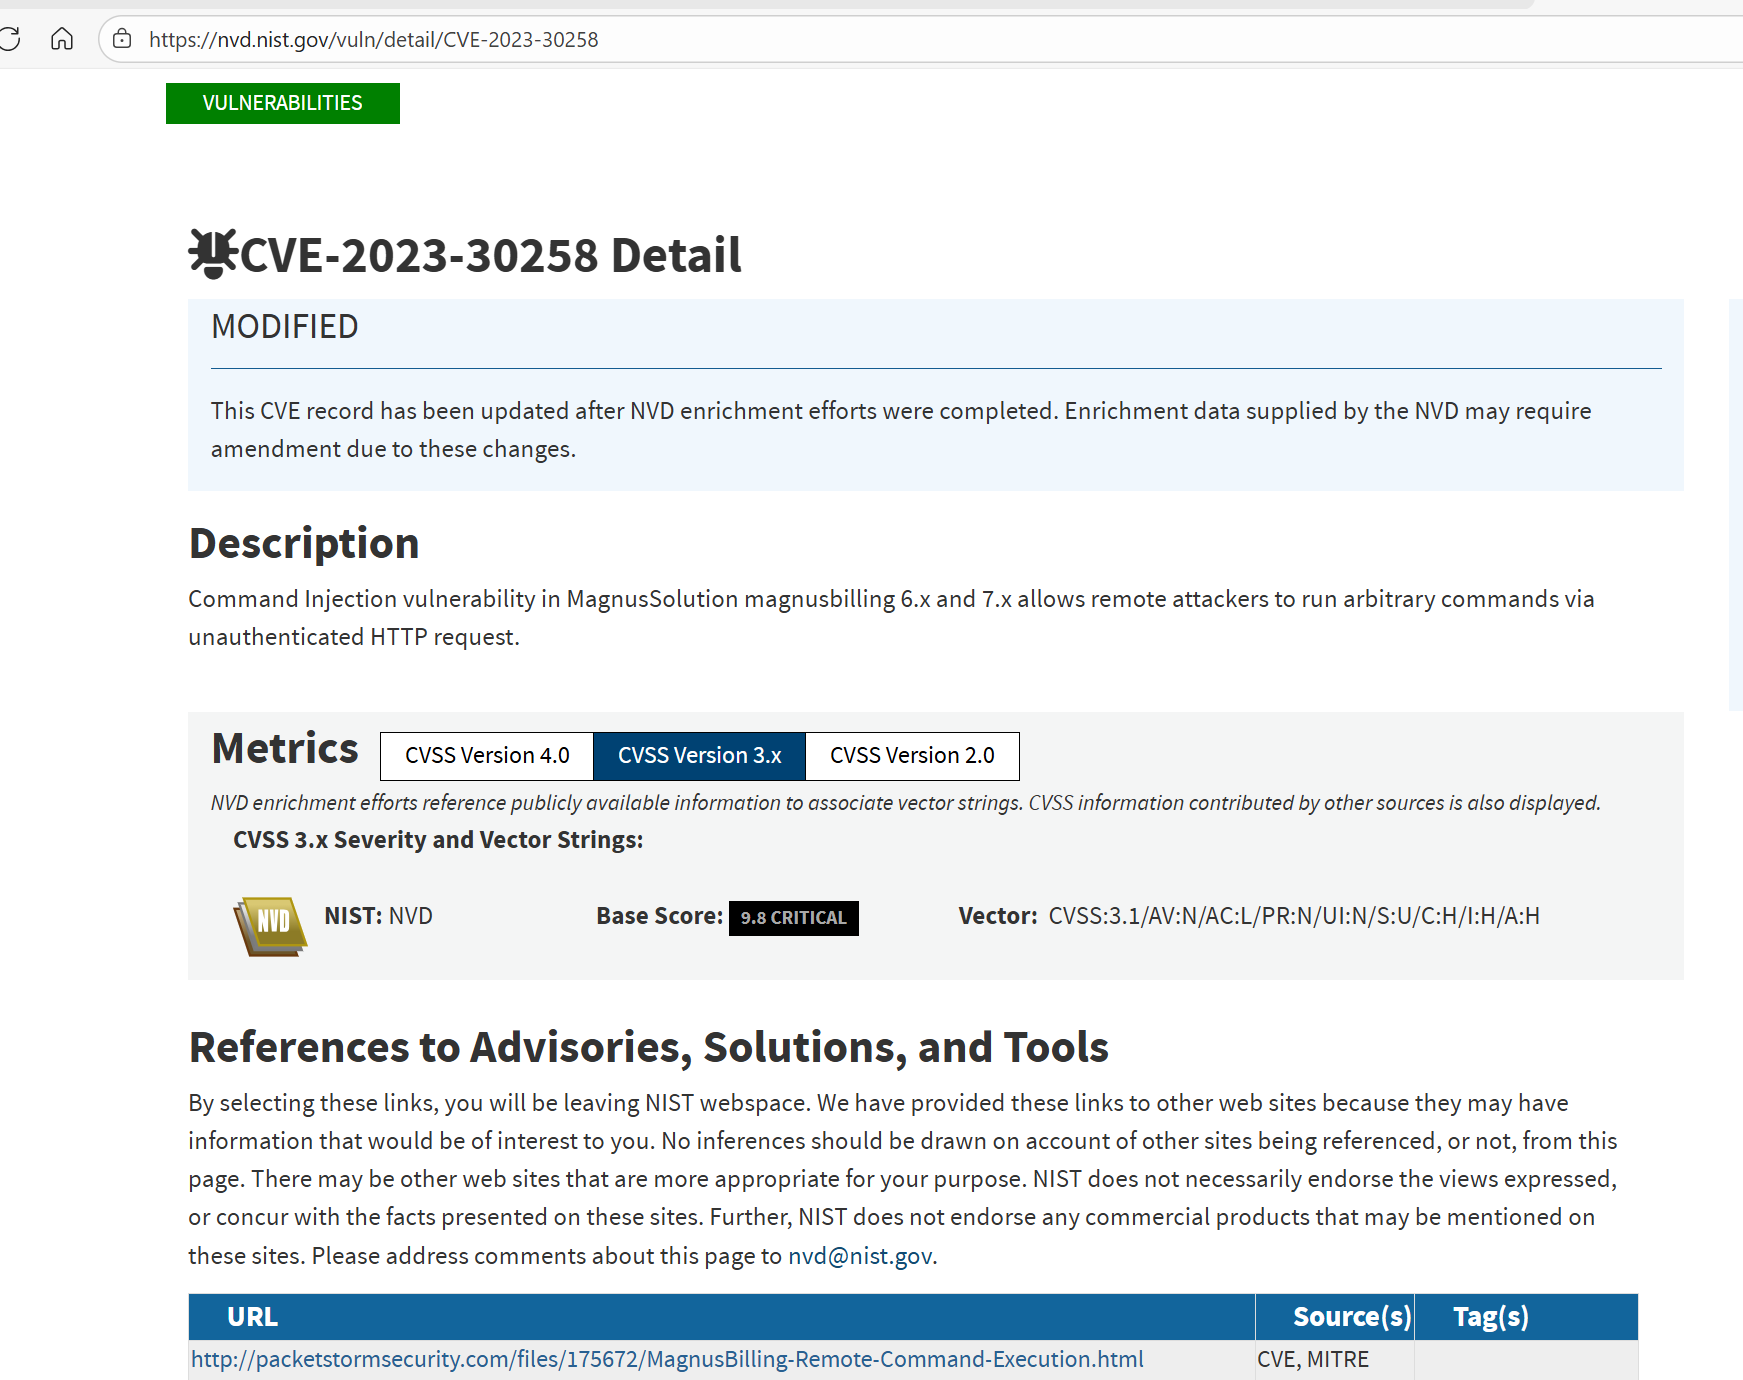 https://nvd.nist.gov/vuln/detail/CVE-2023-30258
VULNERABILITIES
CVE-2023-30258 Detail
MODIFIED
This CVE record has been updated after NVD enrichment efforts were completed. Enrichment data supplied by the NVD may require
amendment due to these changes.
Description
Command Injection vulnerability in MagnusSolution magnusbilling 6.x and 7.x allows remote attackers to run arbitrary commands via
unauthenticated HTTP request.
Metrics CVSS Version 4.0 CVSS Version 3.x CVSS Version 2.0
NVD enrichment efforts reference publicly available information to associate vector strings. CVSS information contributed by other sources is also displayed.
CVSS 3.x Severity and Vector Strings:
NVD NIST: NVD Base Score: 9.8 CRITICAL Vector: CVSS:3.1/AV:N/AC:L/PR:N/UI:N/S:U/C:H/I:H/A:H
References to Advisories, Solutions, and Tools
By selecting these links, you will be leaving NIST webspace. We have provided these links to other web sites because they may have
information that would be of interest to you. No inferences should be drawn on account of other sites being referenced, or not, from this
page. There may be other web sites that are more appropriate for your purpose. NIST does not necessarily endorse the views expressed,
or concur with the facts presented on these sites. Further, NIST does not endorse any commercial products that may be mentioned on
these sites. Please address comments about this page to nvd@nist.gov.
URL Source(s) Tag(s)
http://packetstormsecurity.com/files/175672/MagnusBilling-Remote-Command-Execution.html CVE, MITRE